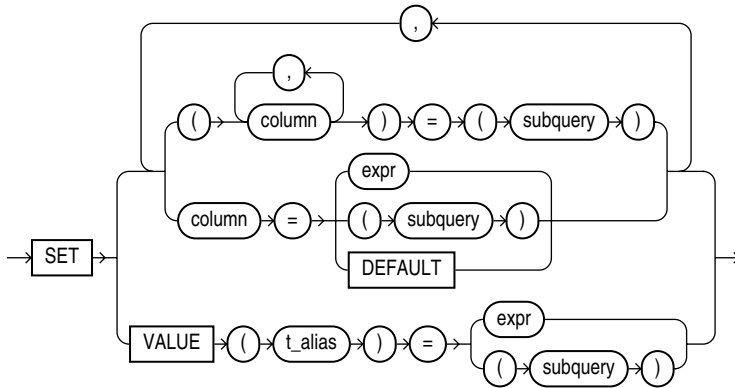 ,
,
( column ) = ( subquery )
expr
column = ( subquery )
SET DEFAULT
VALUE ( t_alias ) = expr
( subquery )